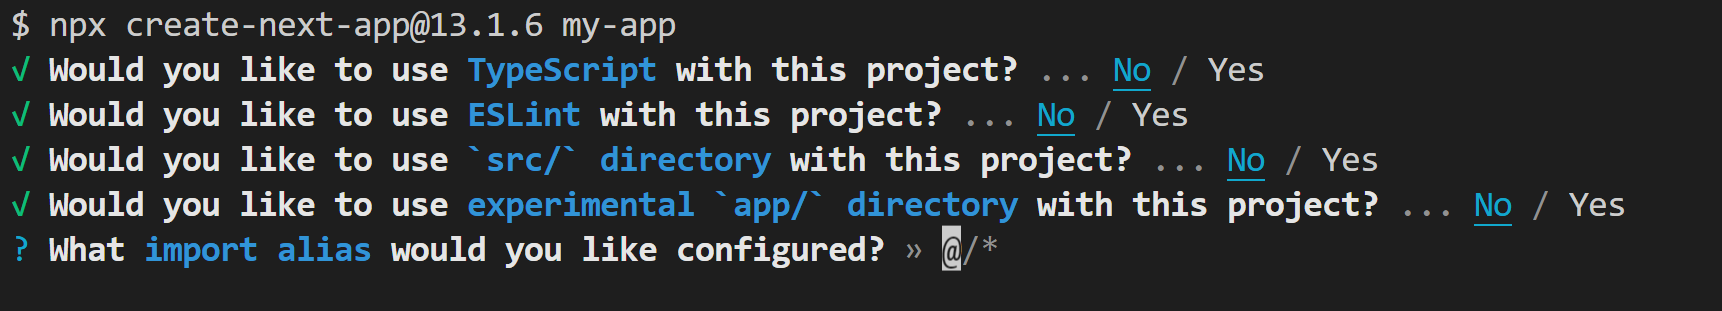 $ npx create-next-app@13.1.6 my-app
√ Would you like to use TypeScript with this project? ... No / Yes
√ Would you like to use ESLint with this project? ... No / Yes
√ Would you like to use `src/` directory with this project? ... No / Yes
√ Would you like to use experimental `app/` directory with this project? ... No / Yes
? What import alias would you like configured? » @/*